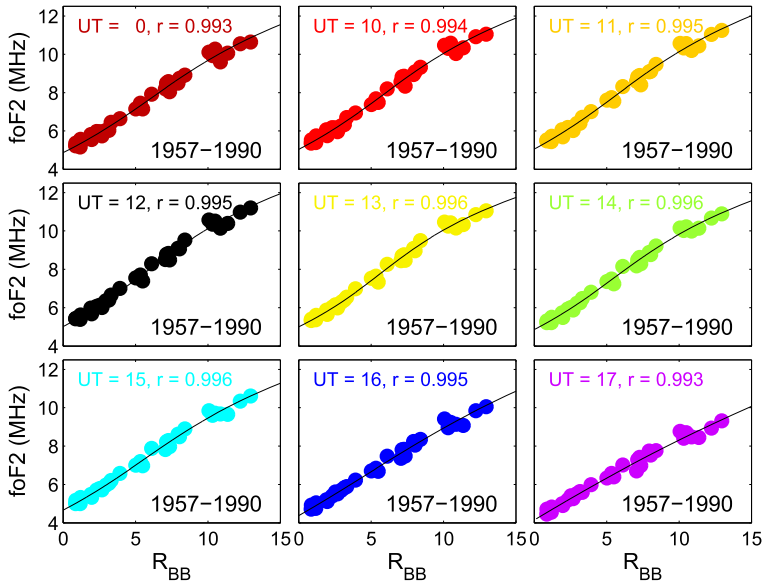 UT = 0, r = 0.993
UT = 10, r = 0.994
UT = 11, r = 0.995
foF2 (MHz)
12
10
8
6
4
1957−1990
1957−1990
1957−1990
UT = 12, r = 0.995
UT = 13, r = 0.996
UT = 14, r = 0.996
foF2 (MHz)
12
10
8
6
4
1957−1990
1957−1990
1957−1990
UT = 15, r = 0.996
UT = 16, r = 0.995
UT = 17, r = 0.993
foF2 (MHz)
12
10
8
6
4
1957−1990
1957−1990
1957−1990
0 5 10 15 0 5 10 15 0 5 10 15
R_BB R_BB R_BB